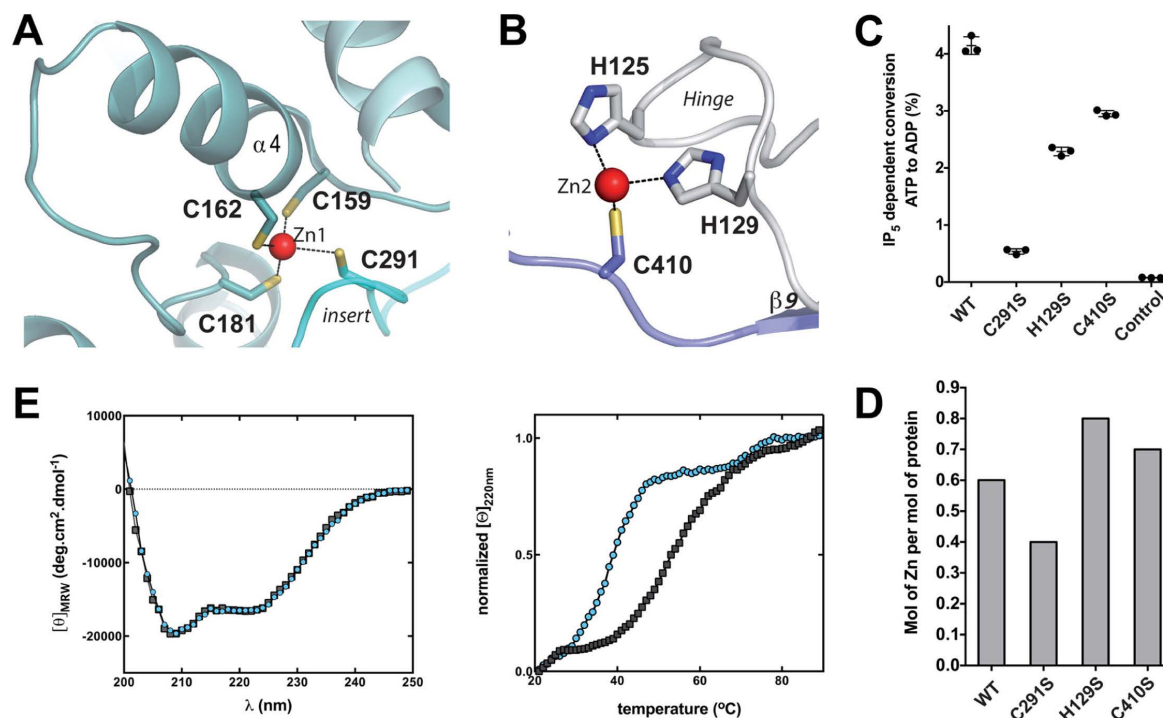 A
α4
C162
C159
Zn1
C291
C181
insert
B
H125
Hinge
Zn2
H129
C410
β9
C
IP5 dependent conversion
ATP to ADP (%)
4
3
2
1
0
WT
C291S
H129S
C410S
Control
E
[θ]MRW (deg.cm2.dmol-1)
10000
0
-10000
-20000
200 210 220 230 240 250
λ (nm)
normalized [Θ]220nm
1.0
0.5
0.0
20 40 60 80
temperature (ºC)
D
Mol of Zn per mol of protein
0.9
0.8
0.7
0.6
0.5
0.4
0.3
0.2
0.1
0.0
WT
C291S
H129S
C410S